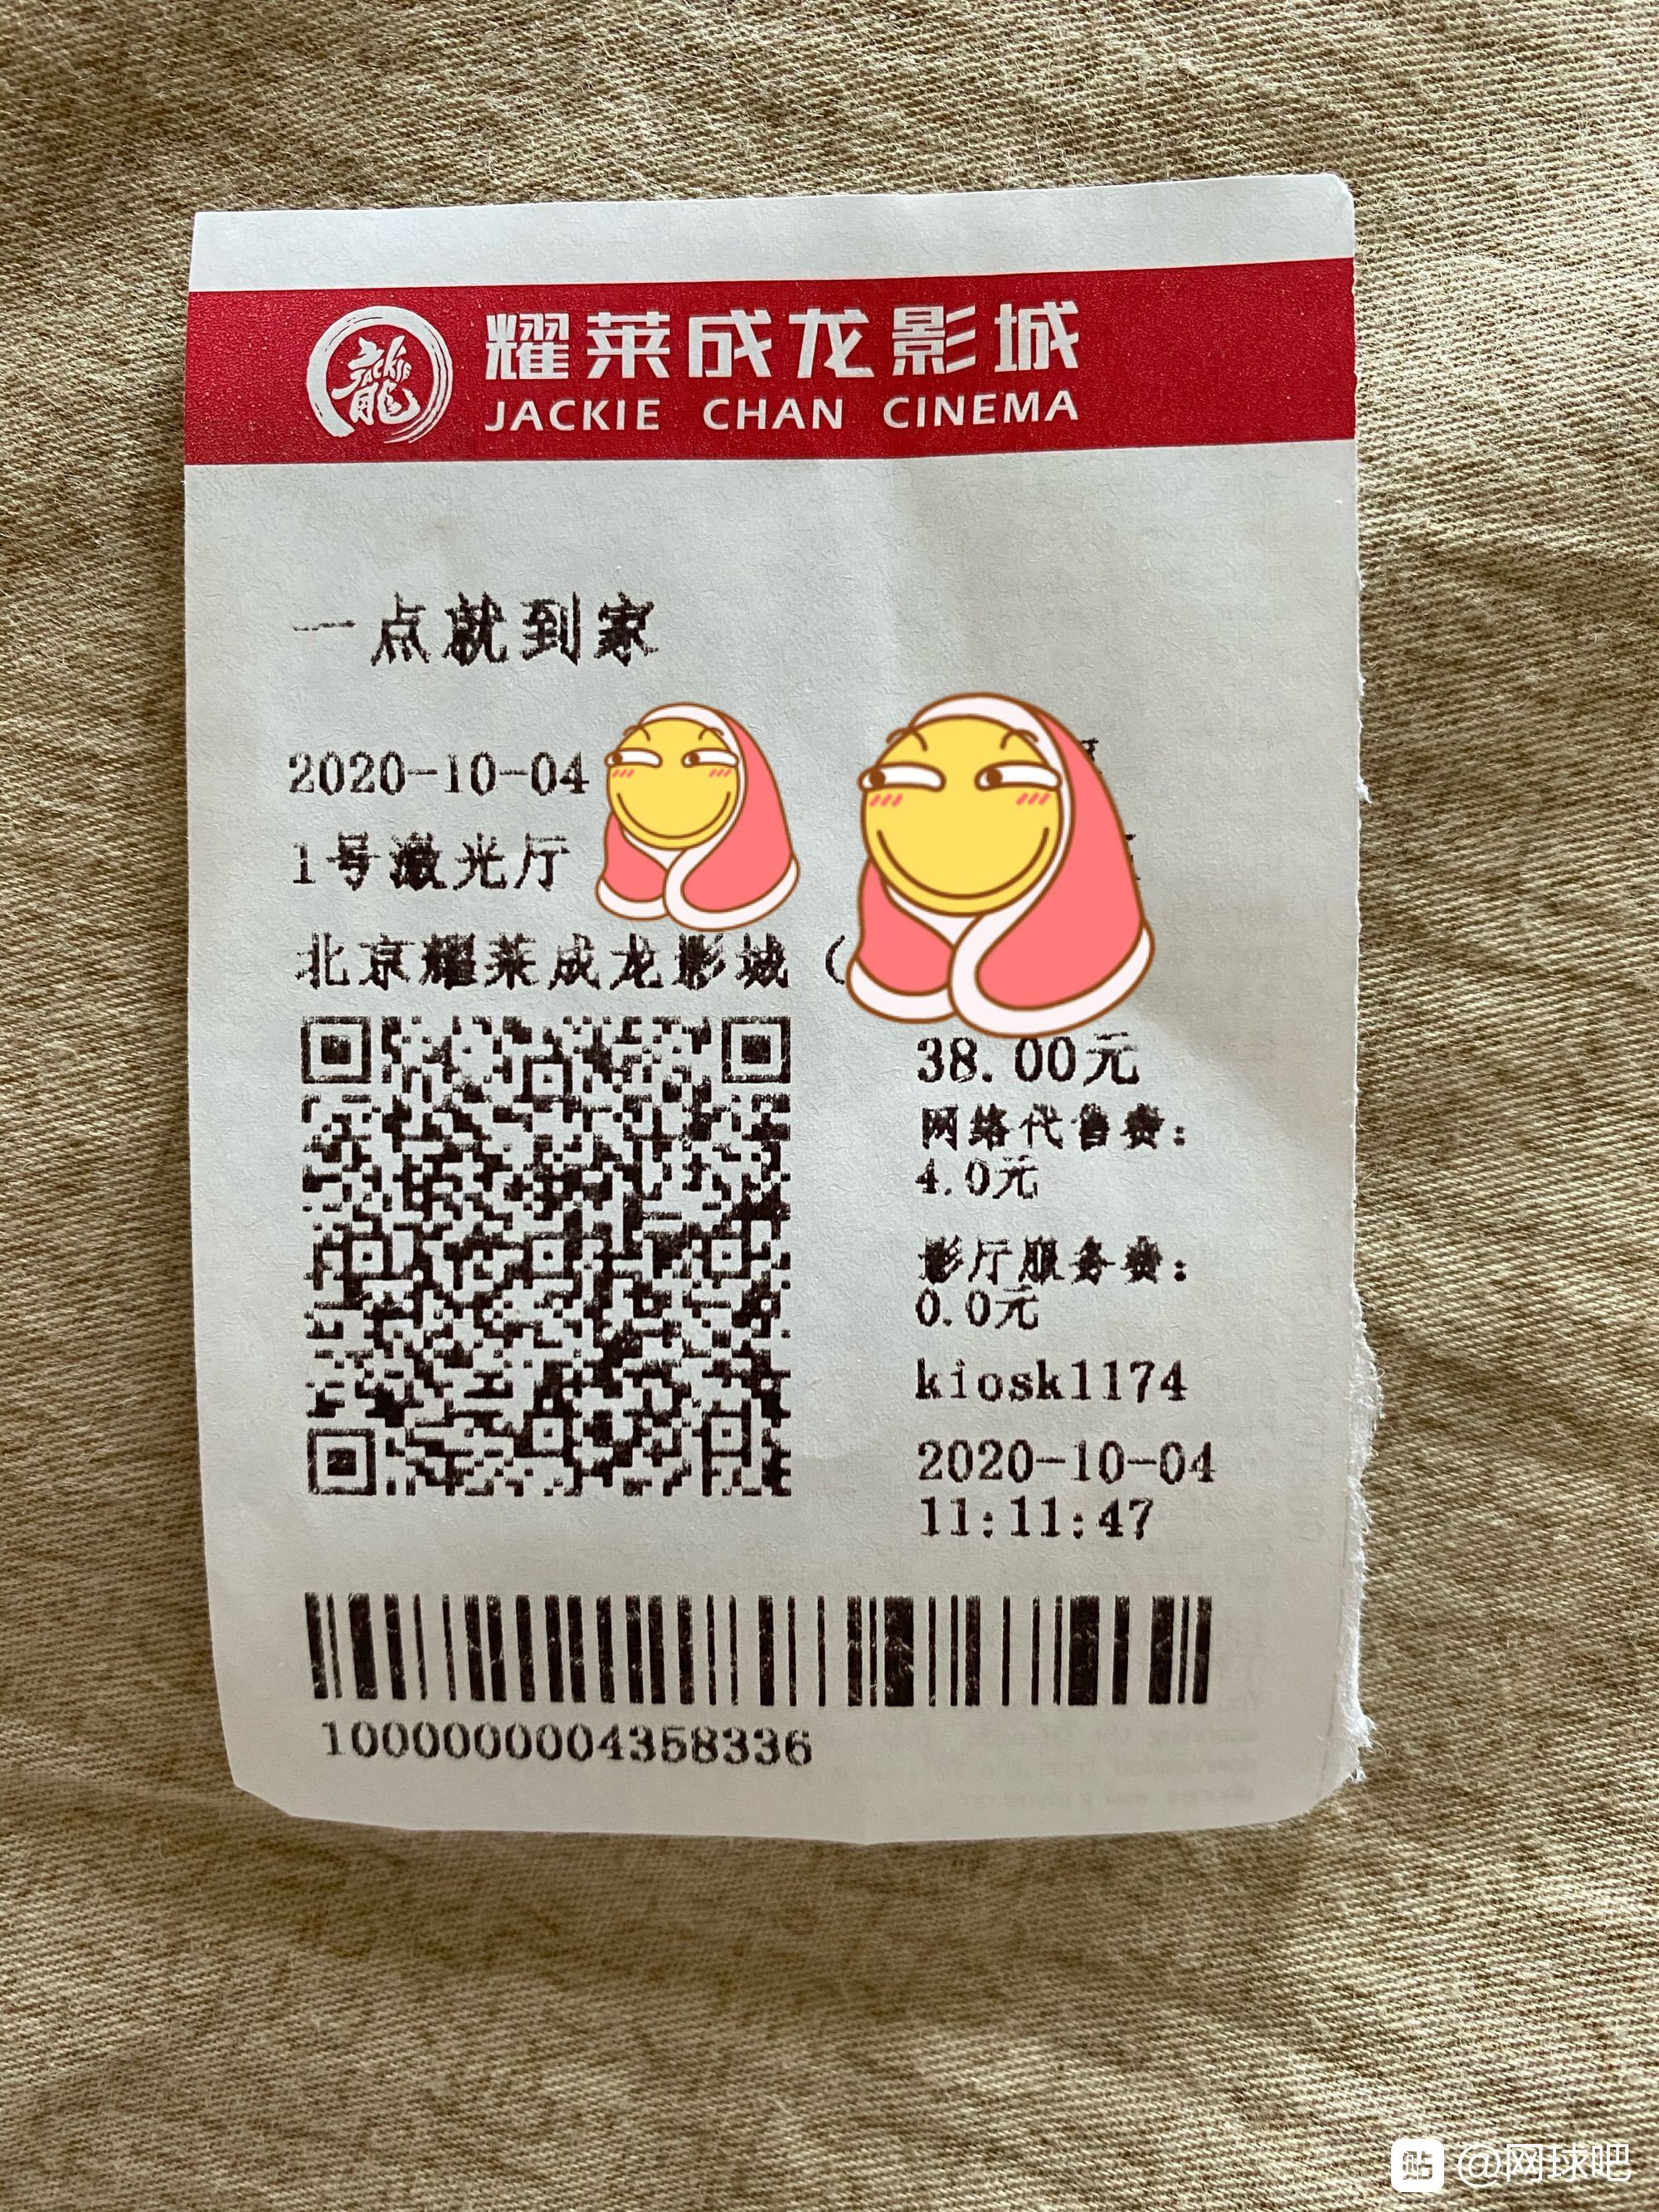 耀莱成龙影城
JACKIE CHAN CINEMA
一点就到家
2020-10-04
1号激光厅
北京耀莱成龙影城（
38.00元
网络代售费:
4.0元
影厅服务费:
0.0元
kiosk1174
2020-10-04
11:11:47
1000000004358336
贴 @网球吧